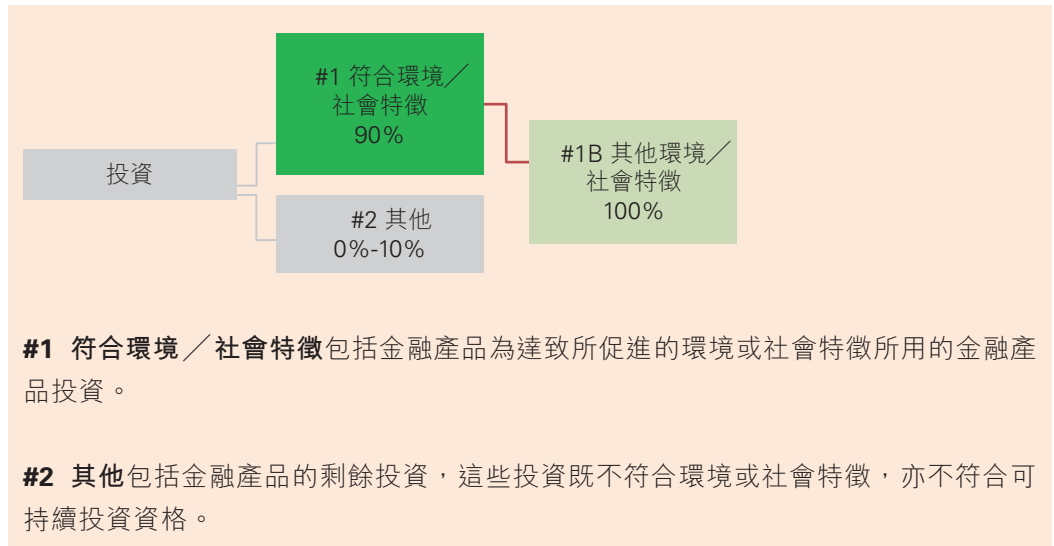 #1 符合環境／
社會特徵
90%
投資
#1B 其他環境／
社會特徵
100%
#2 其他
0%-10%
#1 符合環境／社會特徵包括金融產品為達致所促進的環境或社會特徵所用的金融產
品投資。
#2 其他包括金融產品的剩餘投資，這些投資既不符合環境或社會特徵，亦不符合可
持續投資資格。